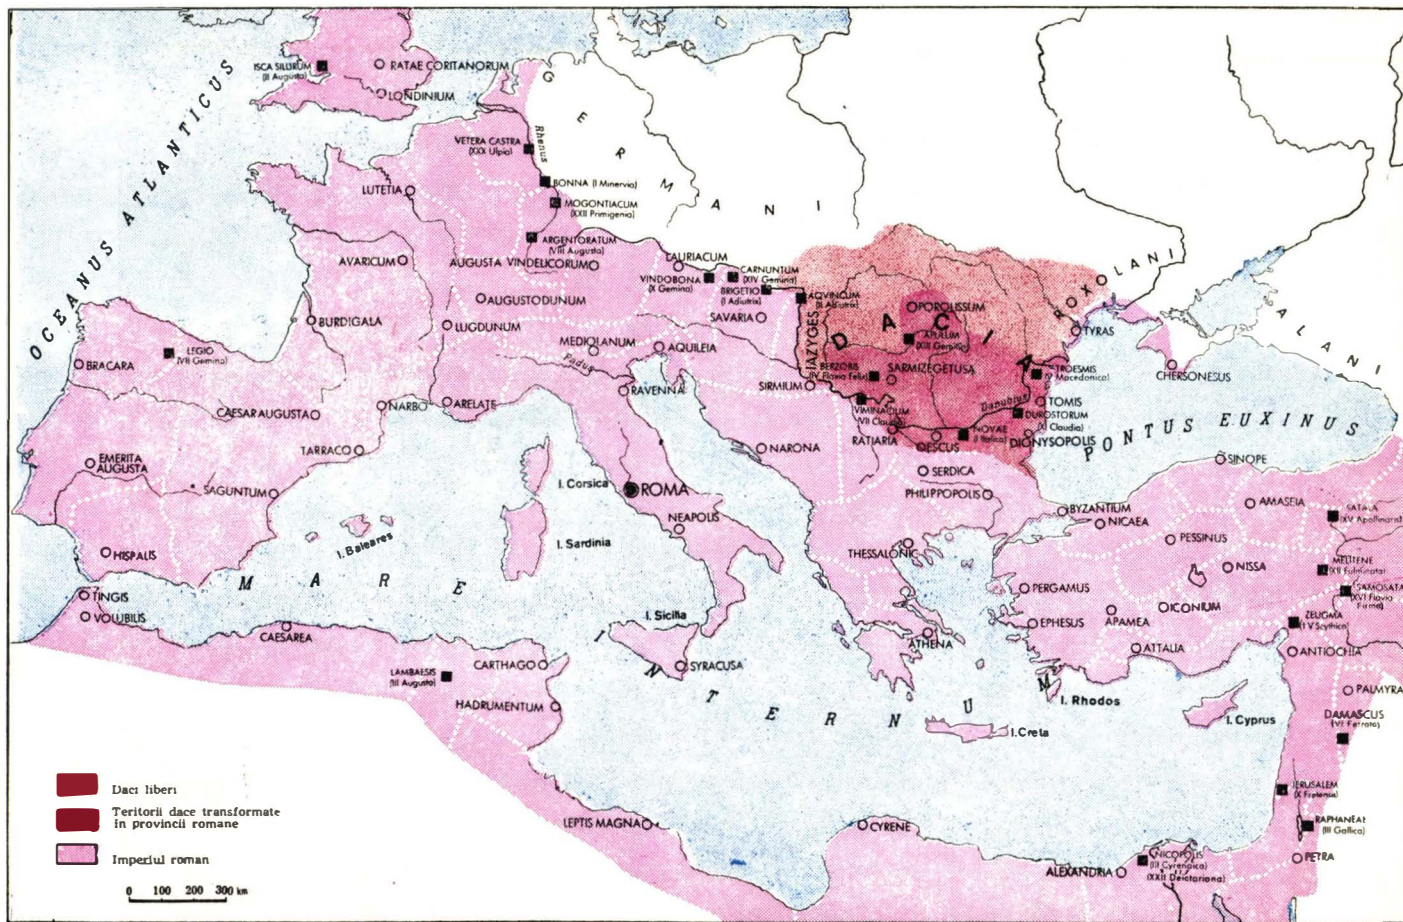 OCEANUS ATLANTICUS
ISCA SILURUM
(II Augusta)
RATAE CORITANORUM
LONDINIUM
GERMANI
Rhenus
VETERA CASTRA
(XXX Ulpia)
BONNA (I Minervia)
MOGONTIACUM
(XXII Primigenia)
ARGENTORATUM
(VIII Augusta)
LUTETIA
AVARICUM
AUGUSTA VINDELICORUM
AUGUSTODUNUM
LUGDUNUM
BURDIGALA
LAURIACUM
VINDOBONA
(X Gemina)
CARNUNTUM
(XIV Gemina)
BRIGETIO
(I Adiutrix)
AQVINCUM
(II Adiutrix)
SAVARIA
MEDIOLANUM
AQUILEIA
Padus
RAVENNA
SIRMIUM
IAZYGES
DACIA
POROLISSUM
APULUM
(XIII Gemina)
BERZOBIS
(IV Flavia Felix)
SARMIZEGETUSA
VIMINACIUM
(VII Claudia)
RATIARIA
OESCUS
NOVAE
(I Italica)
Danubius
DUROSTORUM
(XI Claudia)
TROESMIS
(V Macedonica)
TOMIS
DIONYSOPOLIS
ROXOLANI
ALANI
TYRAS
CHERSONESUS
PONTUS EUXINUS
LEGIO
(VII Gemina)
BRACARA
CAESARAUGUSTA
NARBO
ARELATE
TARRACO
EMERITA
AUGUSTA
SAGUNTUM
HISPALIS
I. Baleares
I. Corsica
I. Sardinia
ROMA
NEAPOLIS
NARONA
SERDICA
PHILIPPOPOLIS
BYZANTIUM
NICAEA
SINOPE
AMASEIA
SATALA
(XV Apollinaris)
PESSINUS
NISSA
MELITENE
(XII Fulminata)
SAMOSATA
(XVI Flavia
Firma)
THESSALONIC
PERGAMUS
EPHESUS
APAMEA
ICONIUM
ZEUGMA
(IV Scythica)
ATTALIA
ANTIOCHIA
ATHENA
TINGIS
VOLUBILIS
CAESAREA
MARE INTERNUM
I. Sicilia
SYRACUSA
CARTHAGO
LAMBAESIS
(III Augusta)
HADRUMENTUM
I. Rhodos
I. Creta
I. Cyprus
PALMYRA
DAMASCUS
(VI Ferrata)
JERUSALEM
(X Fretensis)
RAPHANEAE
(III Gallica)
PETRA
LEPTIS MAGNA
CYRENE
ALEXANDRIA
NICOPOLIS
(III Cyrenaica)
(XXII Deictariana)
Daci liberi
Teritorii dace transformate
în provincii romane
Imperiul roman
0 100 200 300 km